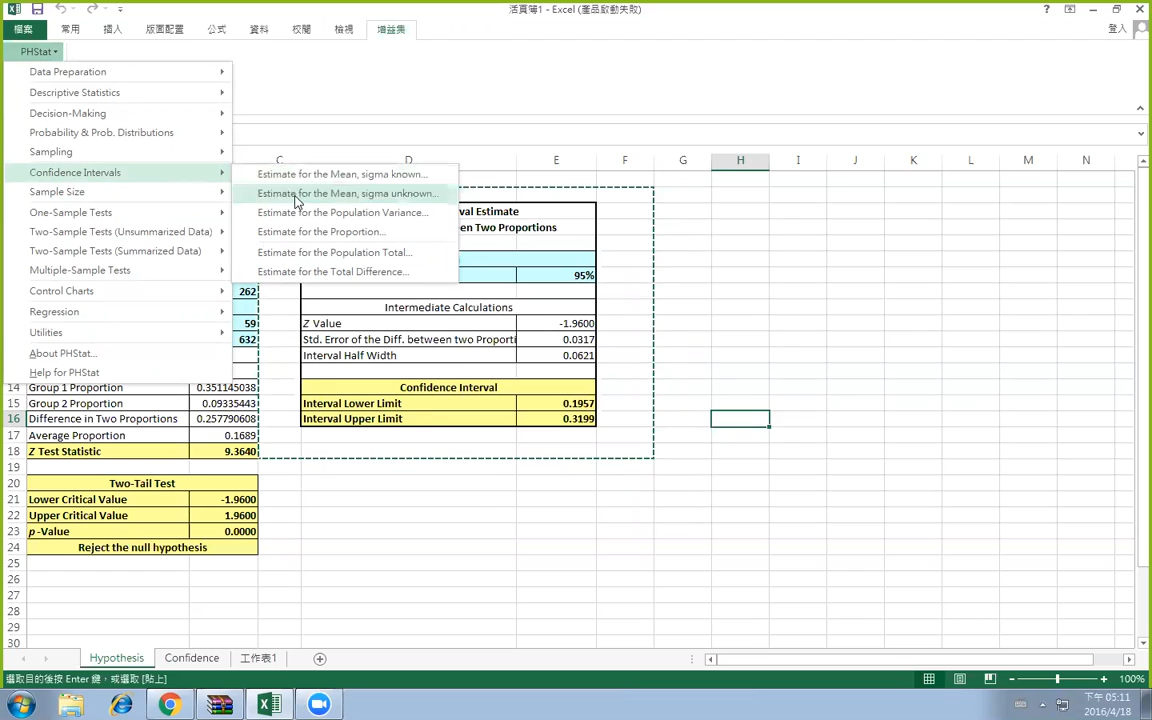 活頁簿1 - Excel (產品啟動失敗)
檔案 常用 插入 版面配置 公式 資料 校閱 檢視 增益集 登入
PHStat
Data Preparation
Descriptive Statistics
Decision-Making
Probability & Prob. Distributions
Sampling
Confidence Intervals
Sample Size
One-Sample Tests
Two-Sample Tests (Unsummarized Data)
Two-Sample Tests (Summarized Data)
Multiple-Sample Tests
Control Charts
Regression
Utilities
About PHStat...
Help for PHStat
Estimate for the Mean, sigma known...
Estimate for the Mean, sigma unknown...
Estimate for the Population Variance...
Estimate for the Proportion...
Estimate for the Population Total...
Estimate for the Total Difference...
C D E F G H I J K L M N
val Estimate
en Two Proportions
95%
262
Intermediate Calculations
59 Z Value -1.9600
632 Std. Error of the Diff. between two Proporti 0.0317
Interval Half Width 0.0621
14 Group 1 Proportion 0.351145038 Confidence Interval
15 Group 2 Proportion 0.09335443 Interval Lower Limit 0.1957
16 Difference in Two Proportions 0.257790608 Interval Upper Limit 0.3199
17 Average Proportion 0.1689
18 Z Test Statistic 9.3640
19
20 Two-Tail Test
21 Lower Critical Value -1.9600
22 Upper Critical Value 1.9600
23 p-Value 0.0000
24 Reject the null hypothesis
25
26
27
28
29
30
Hypothesis Confidence 工作表1
選取目的後按 Enter 鍵，或選取 [貼上] 100%
下午 05:11
2016/4/18